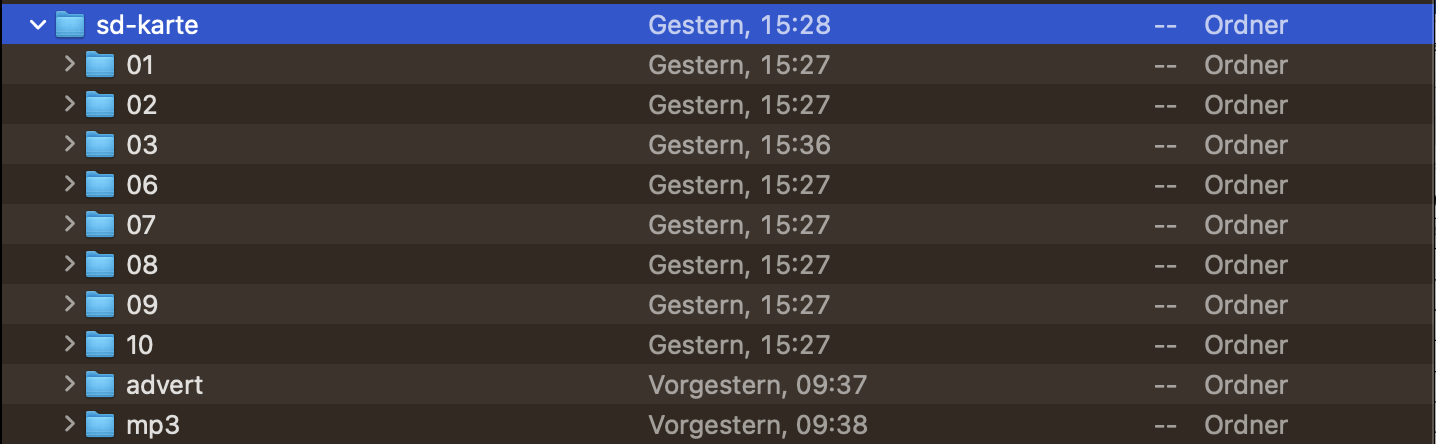 sd-karte Gestern, 15:28 -- Ordner
01 Gestern, 15:27 -- Ordner
02 Gestern, 15:27 -- Ordner
03 Gestern, 15:36 -- Ordner
06 Gestern, 15:27 -- Ordner
07 Gestern, 15:27 -- Ordner
08 Gestern, 15:27 -- Ordner
09 Gestern, 15:27 -- Ordner
10 Gestern, 15:27 -- Ordner
advert Vorgestern, 09:37 -- Ordner
mp3 Vorgestern, 09:38 -- Ordner